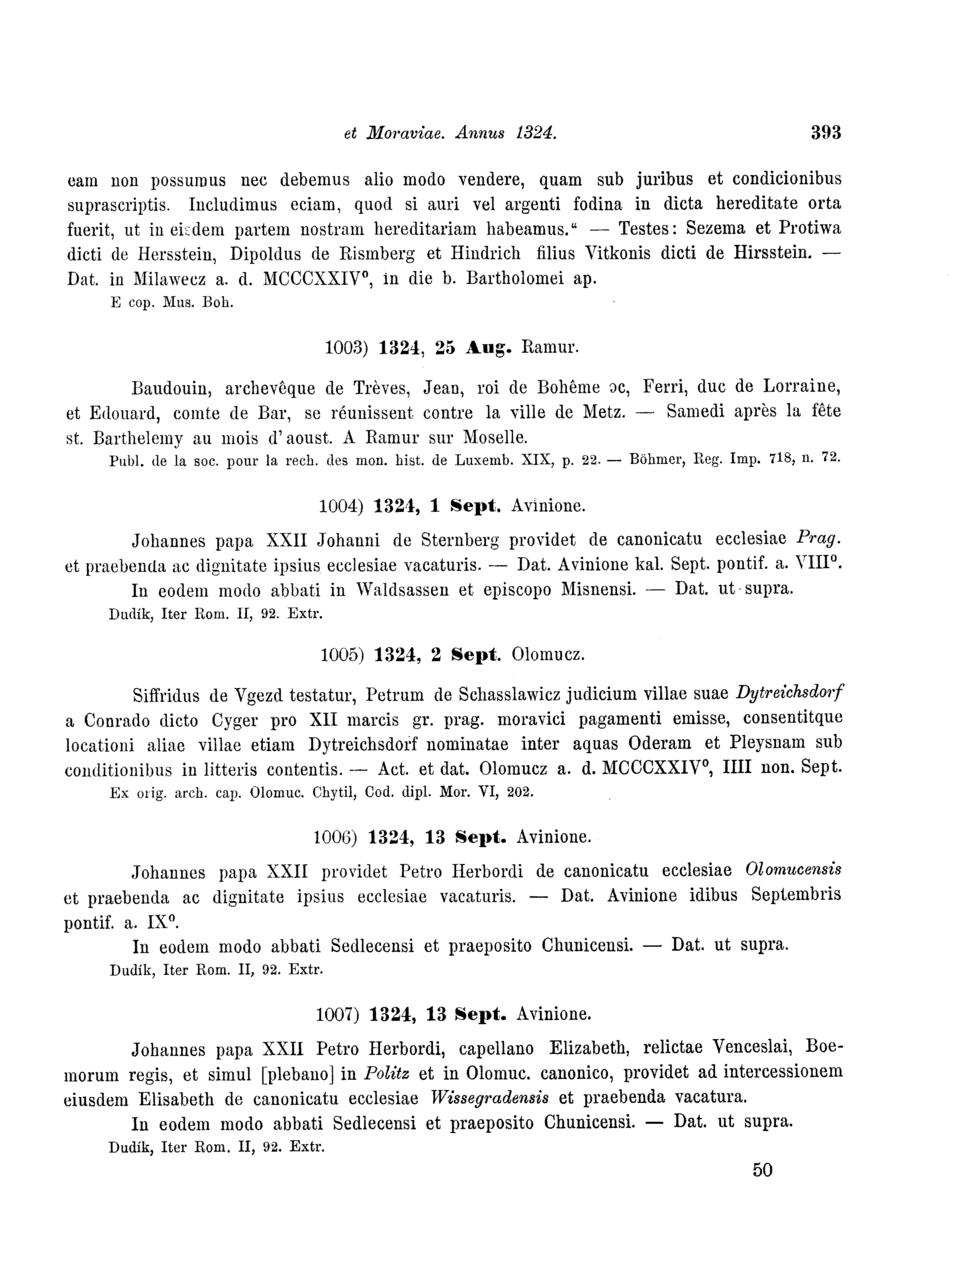 et Moraviae. Annus 1324. 393
eam non possumus nec debemus alio modo vendere, quam sub juribus et condicionibus
suprascriptis. Includimus eciam, quod si auri vel argenti fodina in dicta hereditate orta
fuerit, ut in eisdem partem nostram hereditariam habeamus.“ — Testes: Sezema et Protiwa
dicti de Hersstein, Dipoldus de Rismberg et Hindrich filius Vitkonis dicti de Hirsstein. —
Dat. in Milawecz a. d. MCCCXXIV⁰, in die b. Bartholomei ap.
E cop. Mus. Boh.
1003) 1324, 25 Aug. Ramur.
Baudouin, archevêque de Trèves, Jean, roi de Bohême ɔc, Ferri, duc de Lorraine,
et Edouard, comte de Bar, se réunissent contre la ville de Metz. — Samedi après la fête
st. Barthelemy au mois d'aoust. A Ramur sur Moselle.
Publ. de la soc. pour la rech. des mon. hist. de Luxemb. XIX, p. 22. — Böhmer, Reg. Imp. 718, n. 72.
1004) 1324, 1 Sept. Avinione.
Johannes papa XXII Johanni de Sternberg providet de canonicatu ecclesiae Prag.
et praebenda ac dignitate ipsius ecclesiae vacaturis. — Dat. Avinione kal. Sept. pontif. a. VIII⁰.
In eodem modo abbati in Waldsassen et episcopo Misnensi. — Dat. ut supra.
Dudík, Iter Rom. II, 92. Extr.
1005) 1324, 2 Sept. Olomucz.
Siffridus de Vgezd testatur, Petrum de Schasslawicz judicium villae suae Dytreichsdorf
a Conrado dicto Cyger pro XII marcis gr. prag. moravici pagamenti emisse, consentitque
locationi aliae villae etiam Dytreichsdorf nominatae inter aquas Oderam et Pleysnam sub
conditionibus in litteris contentis. — Act. et dat. Olomucz a. d. MCCCXXIV⁰, IIII non. Sept.
Ex orig. arch. cap. Olomuc. Chytil, Cod. dipl. Mor. VI, 202.
1006) 1324, 13 Sept. Avinione.
Johannes papa XXII providet Petro Herbordi de canonicatu ecclesiae Olomucensis
et praebenda ac dignitate ipsius ecclesiae vacaturis. — Dat. Avinione idibus Septembris
pontif. a. IX⁰.
In eodem modo abbati Sedlecensi et praeposito Chunicensi. — Dat. ut supra.
Dudík, Iter Rom. II, 92. Extr.
1007) 1324, 13 Sept. Avinione.
Johannes papa XXII Petro Herbordi, capellano Elizabeth, relictae Venceslai, Boe-
morum regis, et simul [plebano] in Politz et in Olomuc. canonico, providet ad intercessionem
eiusdem Elisabeth de canonicatu ecclesiae Wissegradensis et praebenda vacatura.
In eodem modo abbati Sedlecensi et praeposito Chunicensi. — Dat. ut supra.
Dudík, Iter Rom. II, 92. Extr.
50